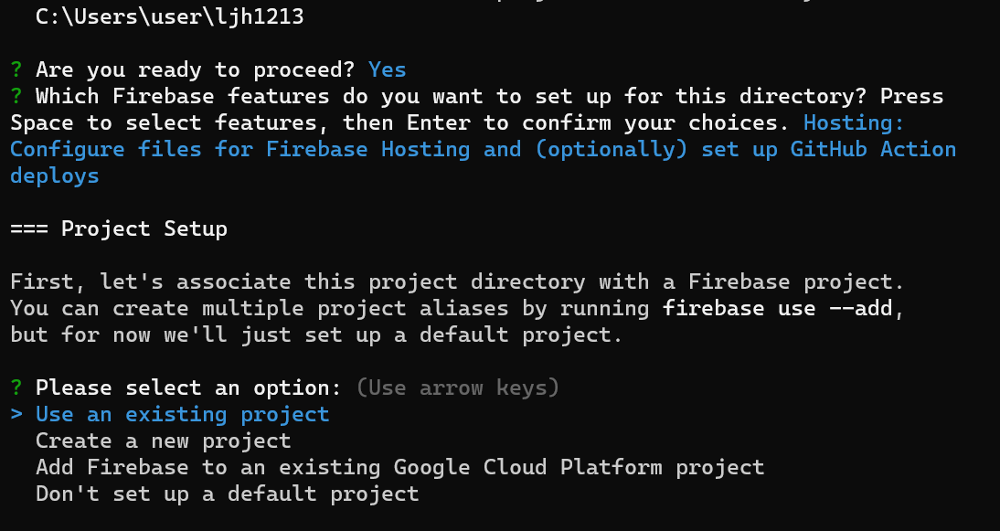 C:\Users\user\ljh1213
? Are you ready to proceed? Yes
? Which Firebase features do you want to set up for this directory? Press
Space to select features, then Enter to confirm your choices. Hosting:
Configure files for Firebase Hosting and (optionally) set up GitHub Action
deploys
=== Project Setup
First, let's associate this project directory with a Firebase project.
You can create multiple project aliases by running firebase use --add,
but for now we'll just set up a default project.
? Please select an option: (Use arrow keys)
> Use an existing project
Create a new project
Add Firebase to an existing Google Cloud Platform project
Don't set up a default project